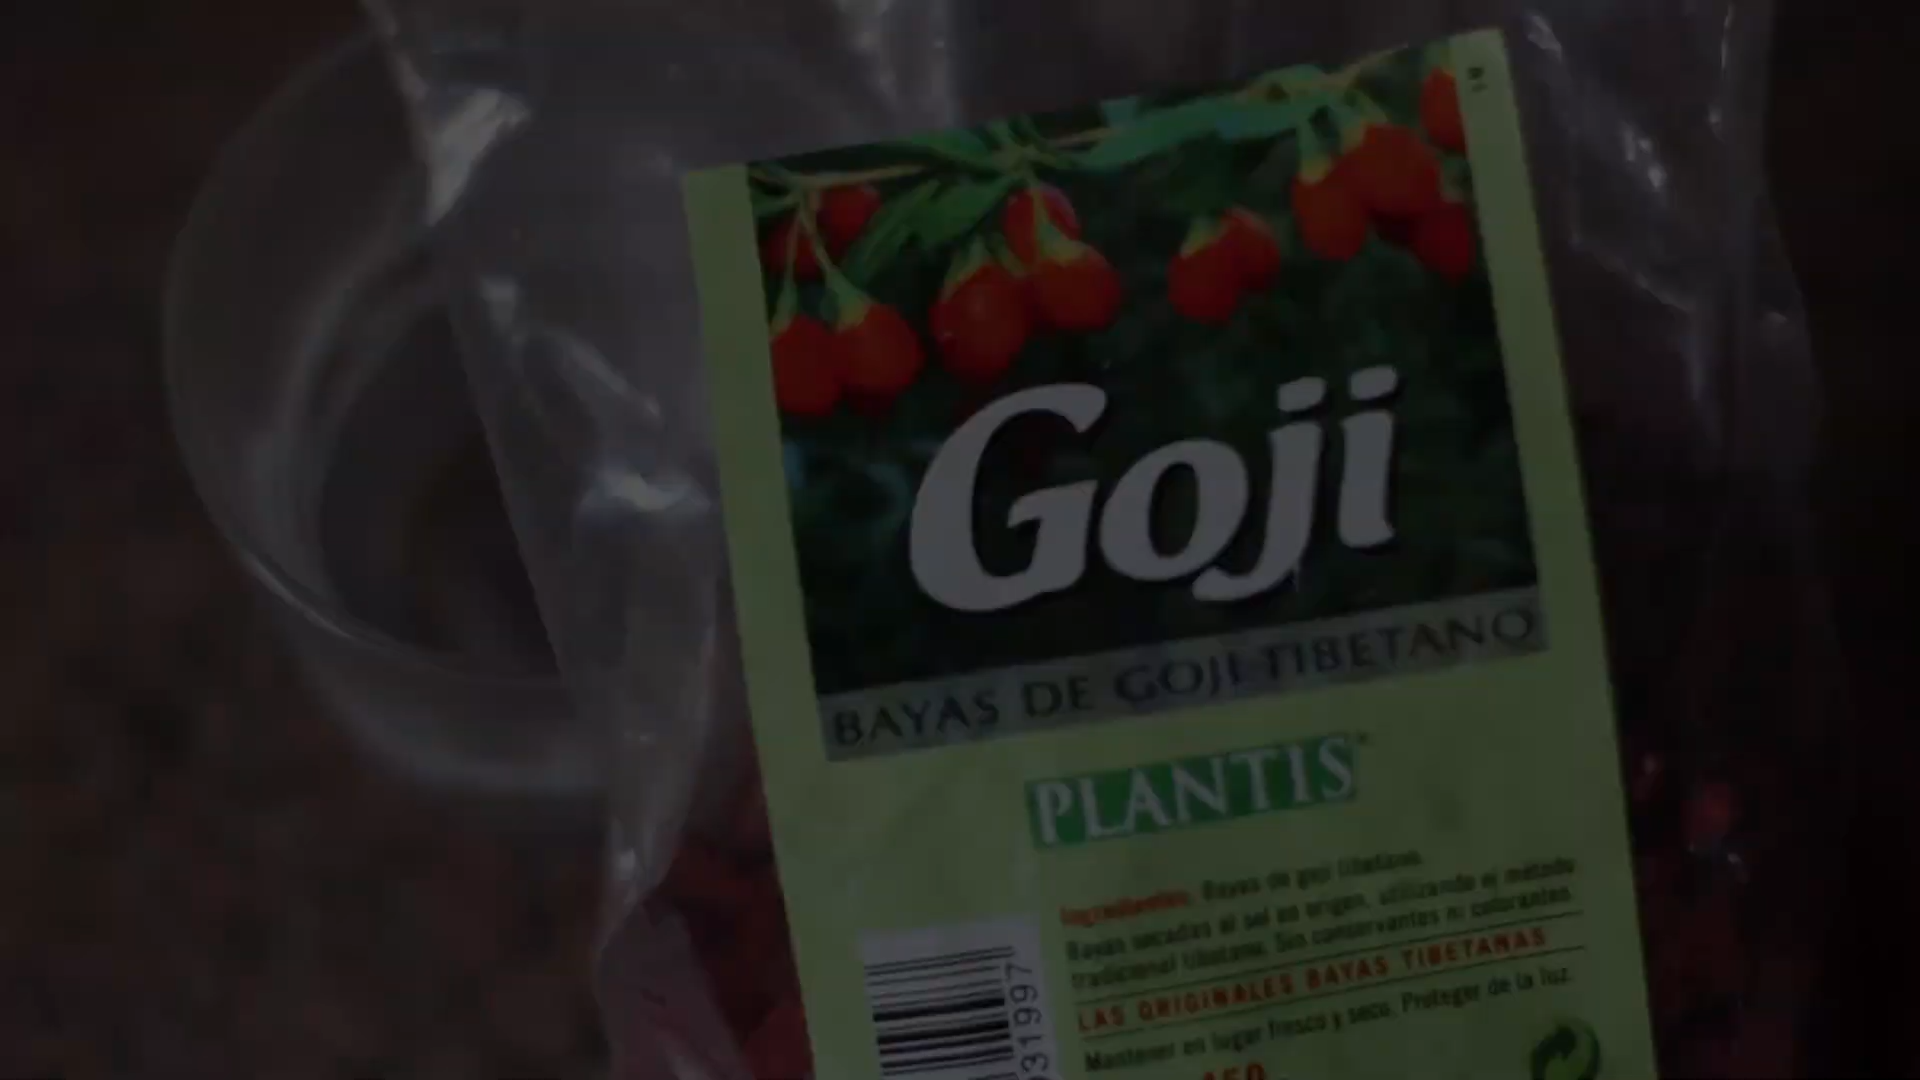 Goji
BAYAS DE GOJI TIBETANO
PLANTIS
Ingredientes: Bayas de goji tibetano.
Bayas secadas al sol en origen, utilizando el método
tradicional tibetano. Sin conservantes ni colorantes.
LAS ORIGINALES BAYAS TIBETANAS
Mantener en lugar fresco y seco. Proteger de la luz.
031997